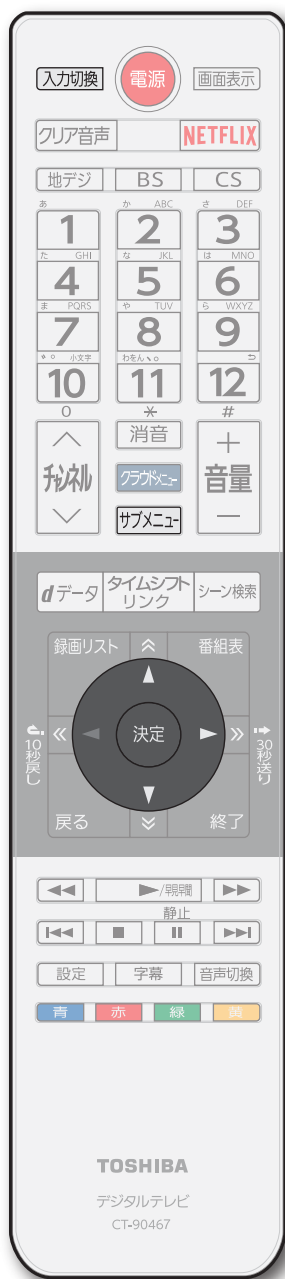 入力切換 電源 画面表示
クリア音声 NETFLIX
地デジ BS CS
あ か ABC さ DEF
1 2 3
た GHI な JKL は MNO
4 5 6
ま PQRS や TUV ら WXYZ
7 8 9
小文字 わをん、。
10 11 12
0 * #
チャンネル 消音 + 音量 −
クラウドメニュー
サブメニュー
dデータ タイムシフトリンク シーン検索
録画リスト 番組表
10秒戻し 決定 30秒送り
戻る 終了
静止
設定 字幕 音声切換
青 赤 緑 黄
TOSHIBA
デジタルテレビ
CT-90467